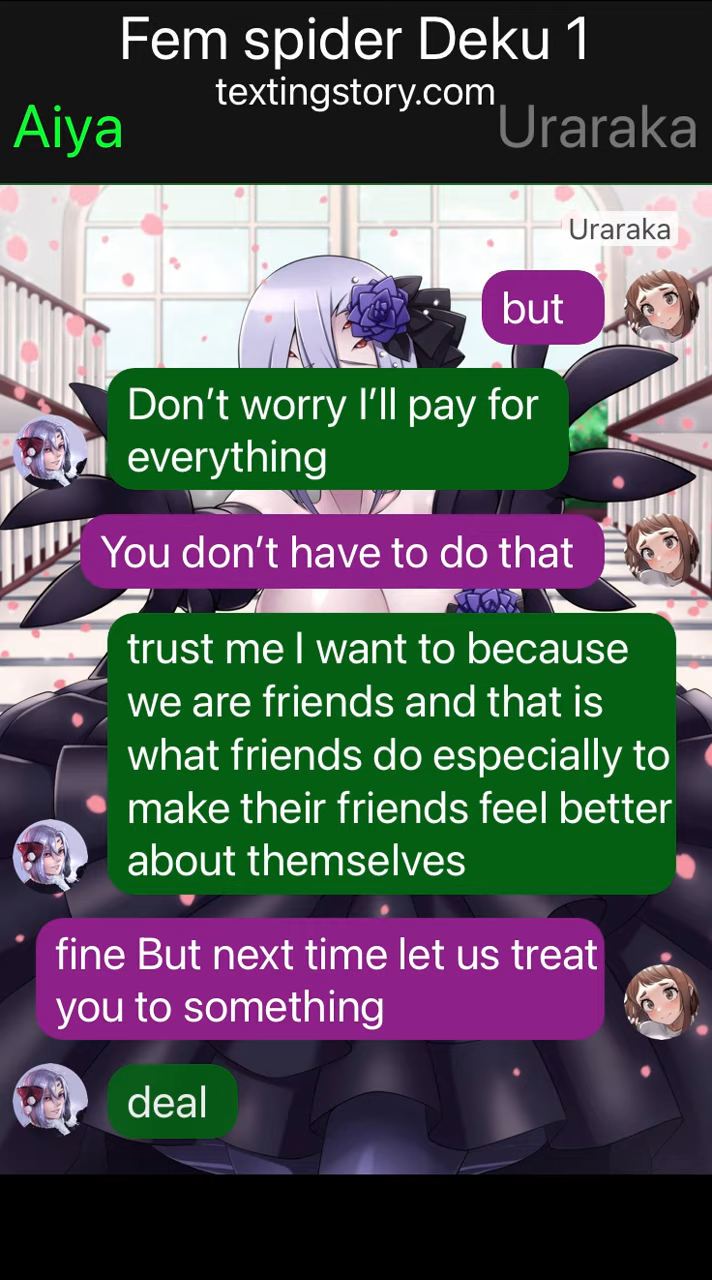 Fem spider Deku 1
textingstory.com
Aiya
Uraraka
Uraraka
but
Don’t worry I’ll pay for
everything
You don’t have to do that
trust me I want to because
we are friends and that is
what friends do especially to
make their friends feel better
about themselves
fine But next time let us treat
you to something
deal